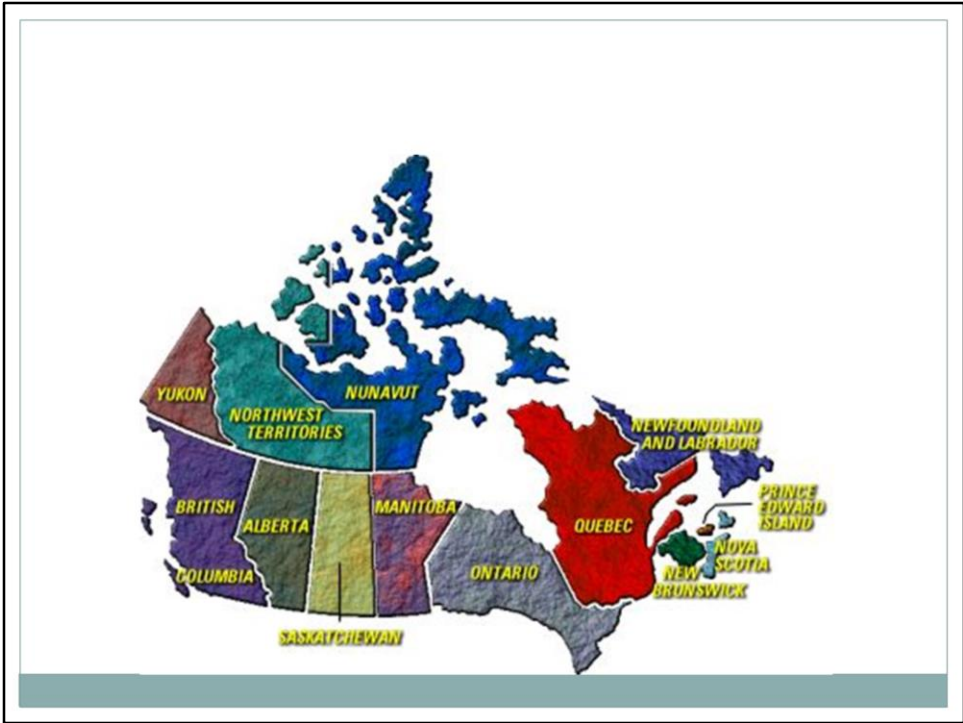 YUKON
NORTHWEST
TERRITORIES
NUNAVUT
NEWFOUNDLAND
AND LABRADOR
BRITISH
COLUMBIA
ALBERTA
MANITOBA
ONTARIO
QUEBEC
PRINCE
EDWARD
ISLAND
NOVA
SCOTIA
NEW
BRUNSWICK
SASKATCHEWAN